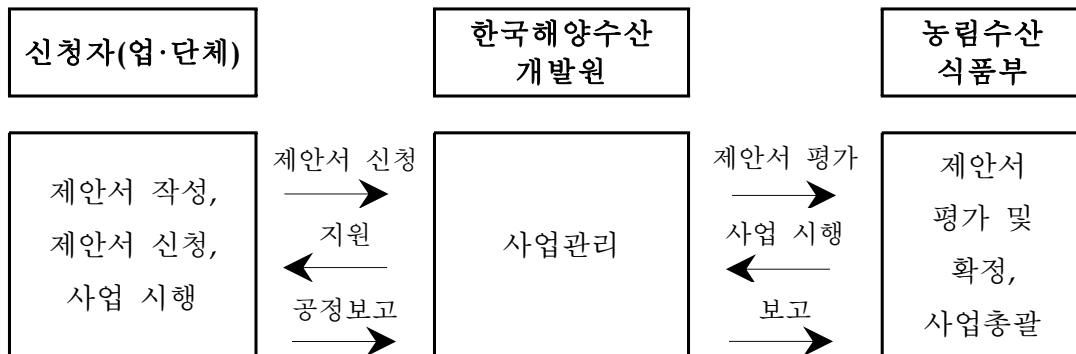 신청자(업·단체)
한국해양수산
개발원
농림수산
식품부
제안서 작성,
제안서 신청,
사업 시행
제안서 신청
지원
공정보고
사업관리
제안서 평가
사업 시행
보고
제안서
평가 및
확정,
사업총괄